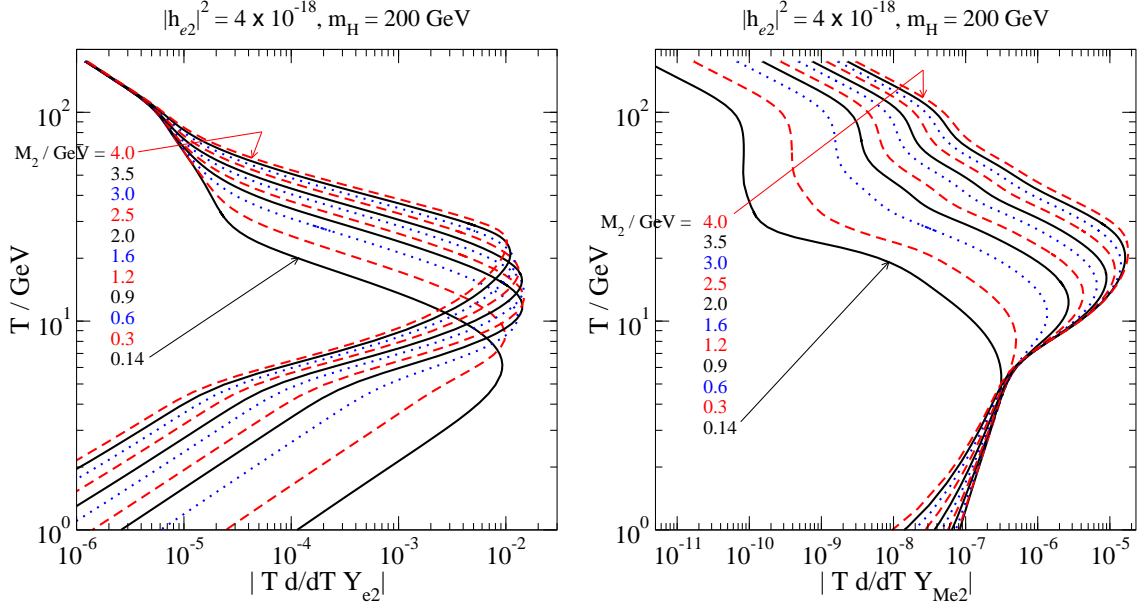 |h_{e2}|^2 = 4 x 10^{-18}, m_H = 200 GeV
T / GeV
10^2
10^1
10^0
M_2 / GeV = 4.0
3.5
3.0
2.5
2.0
1.6
1.2
0.9
0.6
0.3
0.14
10^{-6} 10^{-5} 10^{-4} 10^{-3} 10^{-2}
| T d/dT Y_{e2} |
|h_{e2}|^2 = 4 x 10^{-18}, m_H = 200 GeV
T / GeV
10^2
10^1
10^0
M_2 / GeV = 4.0
3.5
3.0
2.5
2.0
1.6
1.2
0.9
0.6
0.3
0.14
10^{-11} 10^{-10} 10^{-9} 10^{-8} 10^{-7} 10^{-6} 10^{-5}
| T d/dT Y_{Me2} |